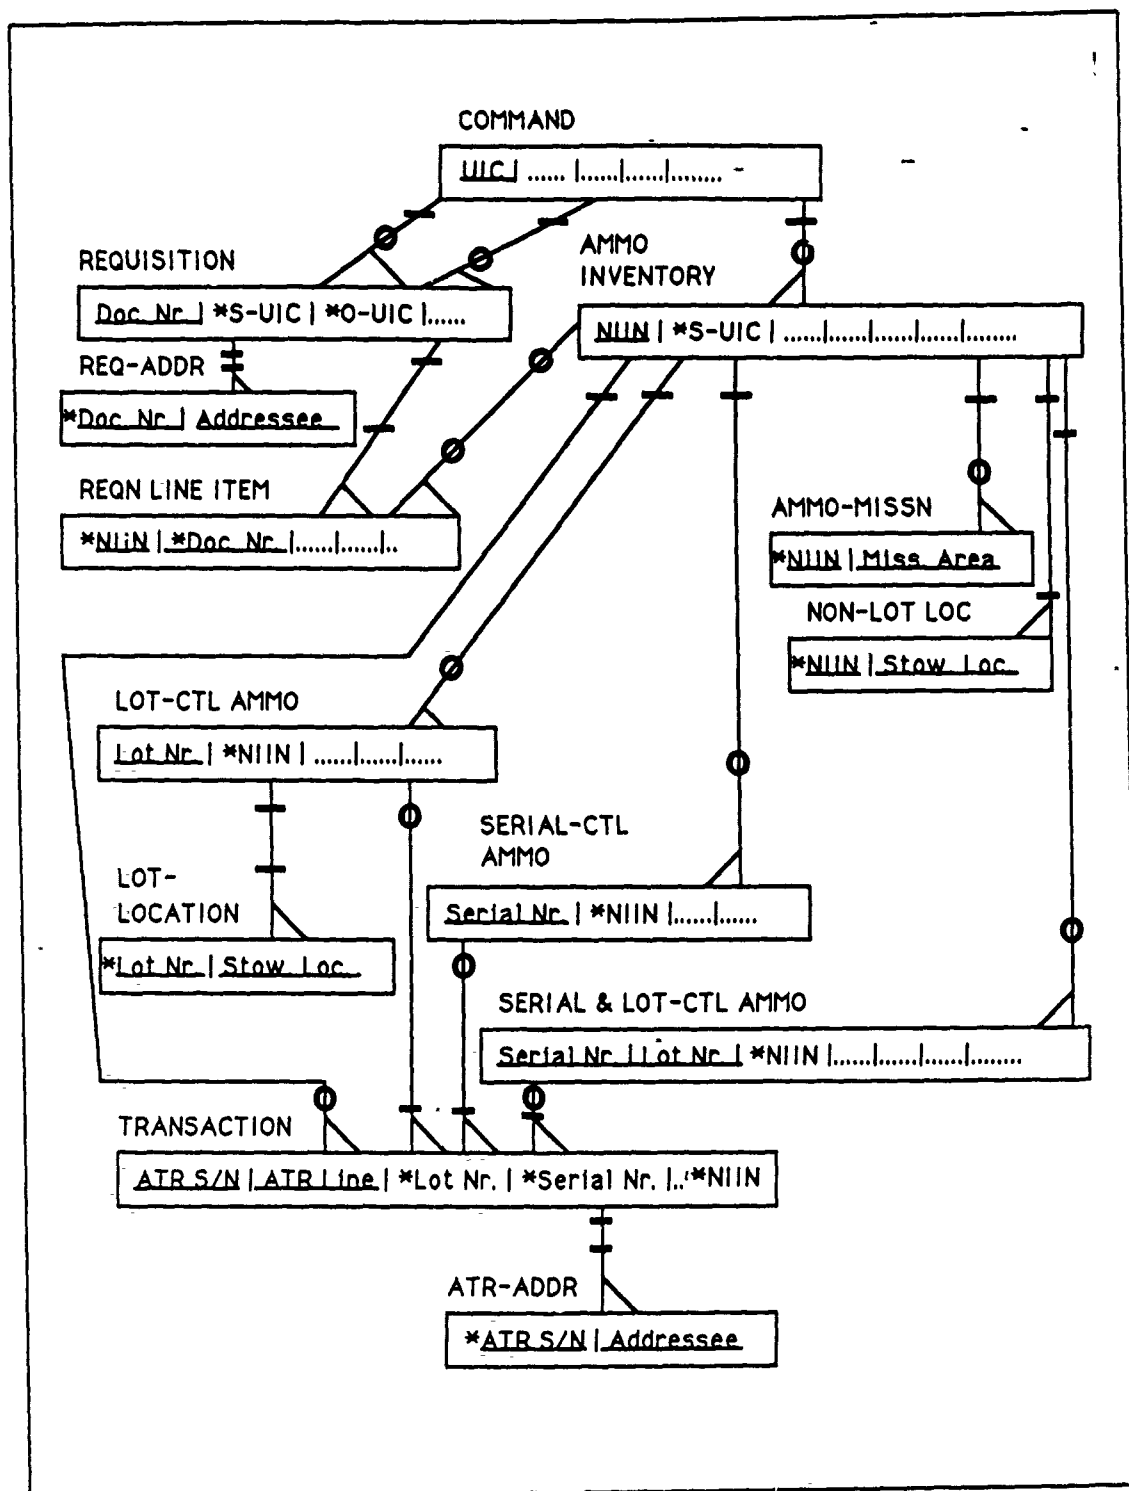 COMMAND
UIC | ...... |......|......|........
REQUISITION
Doc Nr. | *S-UIC | *O-UIC |......
AMMO
INVENTORY
NIIN | *S-UIC | ......|......|......|......|........
REQ-ADDR
*Doc Nr. | Addressee
REQN LINE ITEM
*NIIN | *Doc Nr. |......|......|..
AMMO-MISSN
*NIIN | Miss. Area
NON-LOT LOC
*NIIN | Stow. Loc.
LOT-CTL AMMO
Lot Nr. | *NIIN | ......|......|......
SERIAL-CTL
AMMO
Serial Nr. | *NIIN |......|......
LOT-
LOCATION
*Lot Nr. | Stow. Loc.
SERIAL & LOT-CTL AMMO
Serial Nr. | Lot Nr. | *NIIN |......|......|......|........
TRANSACTION
ATR S/N | ATR Line | *Lot Nr. | *Serial Nr. |..*NIIN
ATR-ADDR
*ATR S/N | Addressee